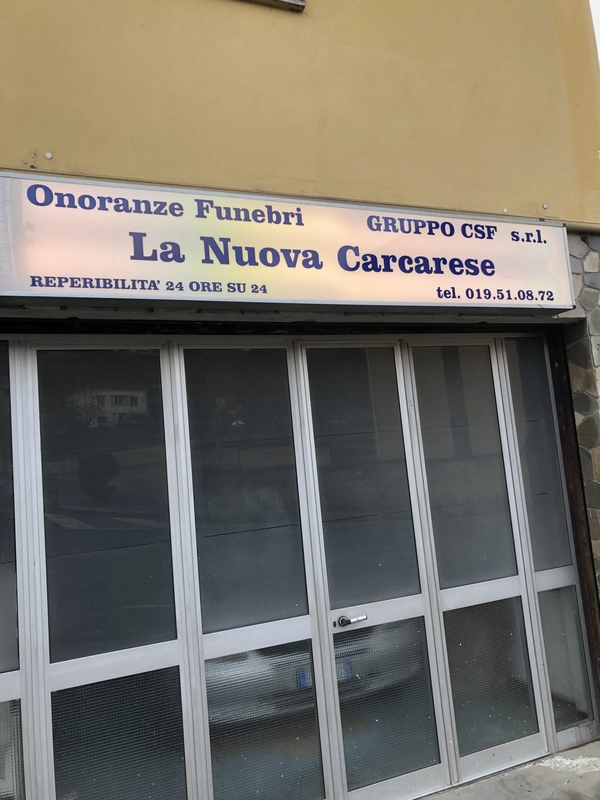 Onoranze Funebri
GRUPPO CSF s.r.l.
La Nuova Carcarese
REPERIBILITA' 24 ORE SU 24
tel. 019.51.08.72